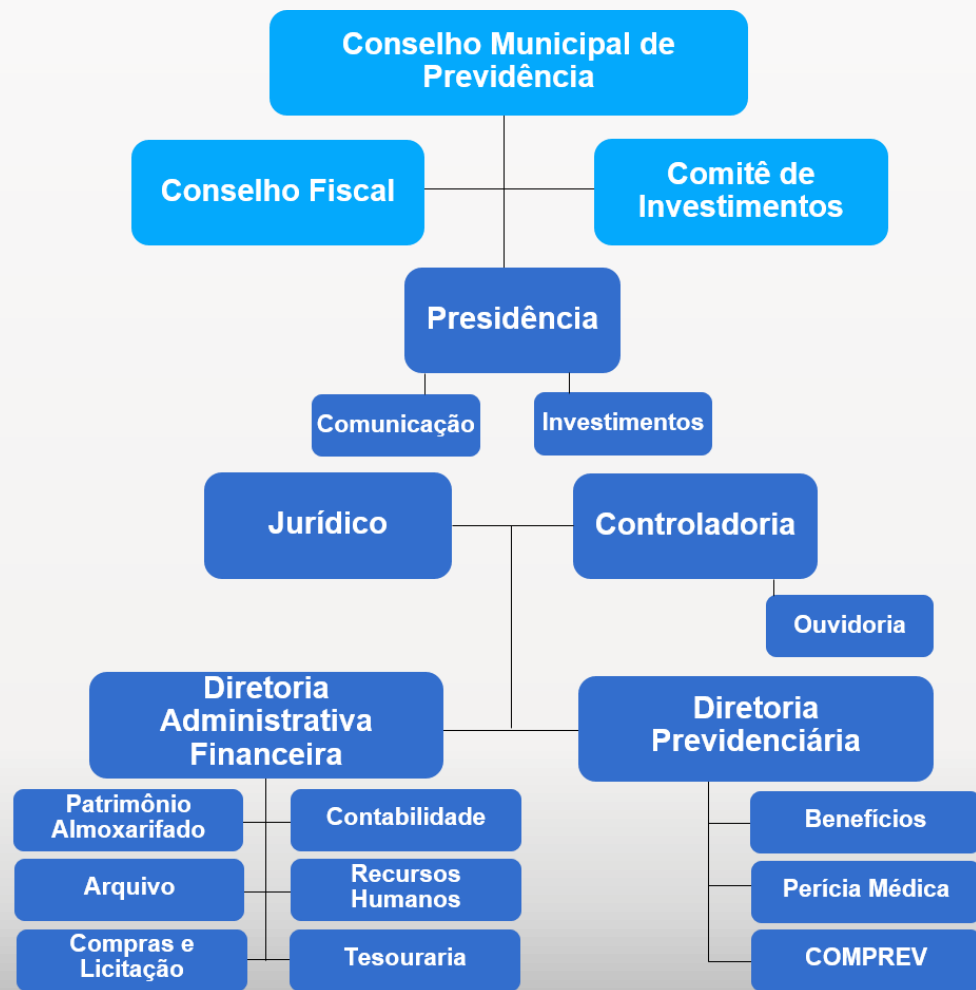 Conselho Municipal de
Previdência
Conselho Fiscal
Comitê de
Investimentos
Presidência
Comunicação
Investimentos
Jurídico
Controladoria
Ouvidoria
Diretoria
Administrativa
Financeira
Diretoria
Previdenciária
Patrimônio
Almoxarifado
Contabilidade
Benefícios
Arquivo
Recursos
Humanos
Perícia Médica
Compras e
Licitação
Tesouraria
COMPREV